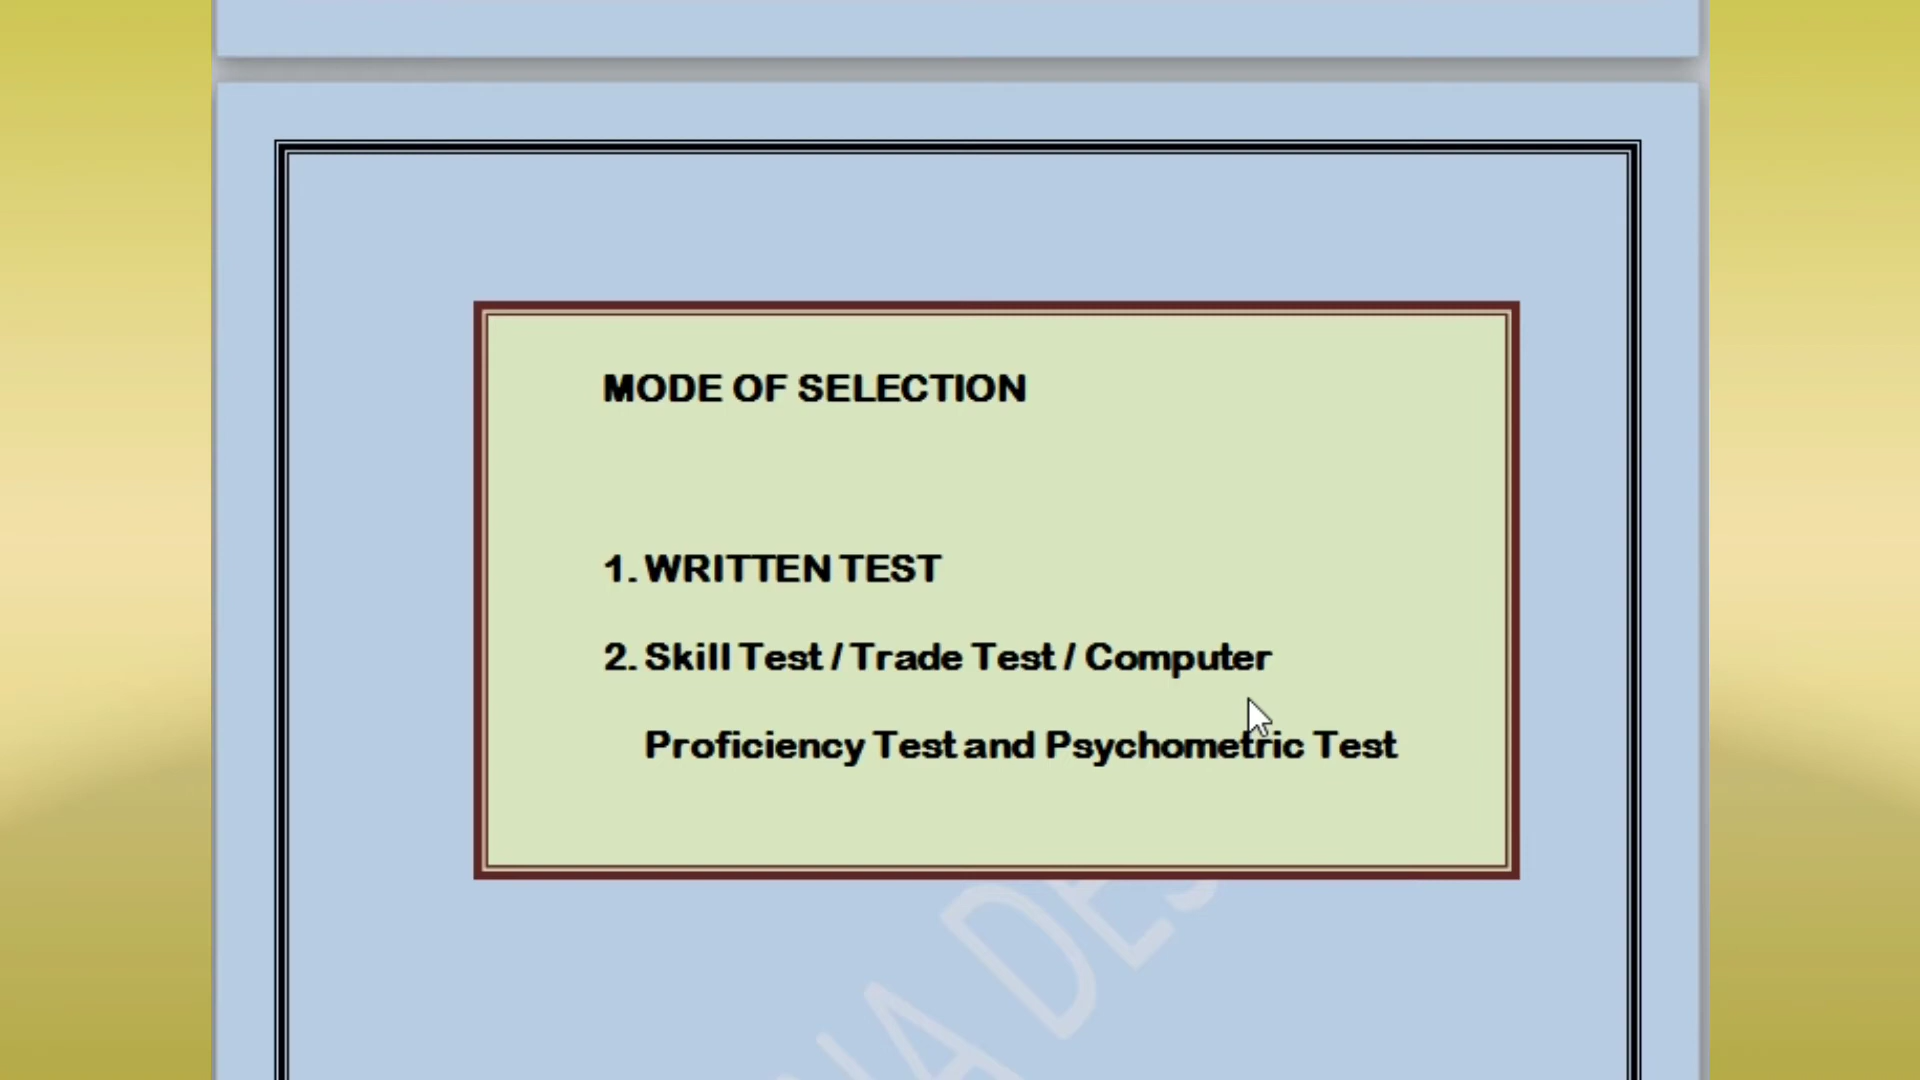 MODE OF SELECTION
1. WRITTEN TEST
2. Skill Test / Trade Test / Computer
Proficiency Test and Psychometric Test